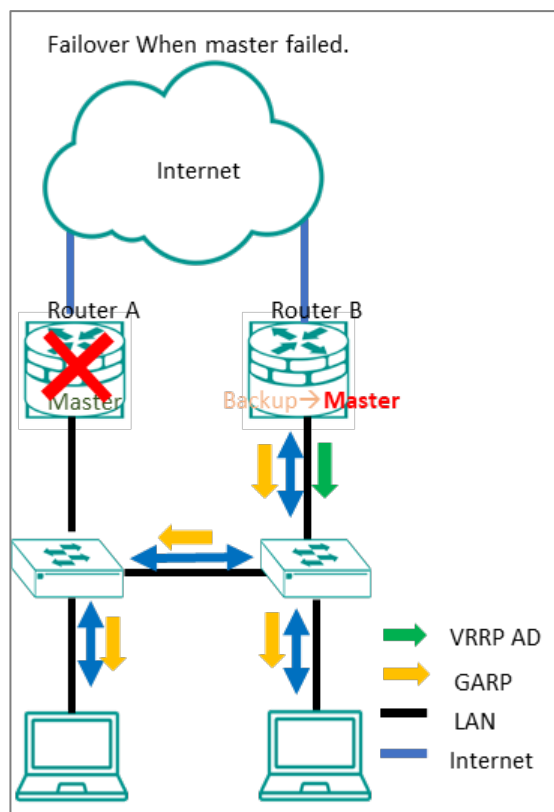 Failover When master failed.
Internet
Router A
Router B
Master
Backup→Master
VRRP AD
GARP
LAN
Internet